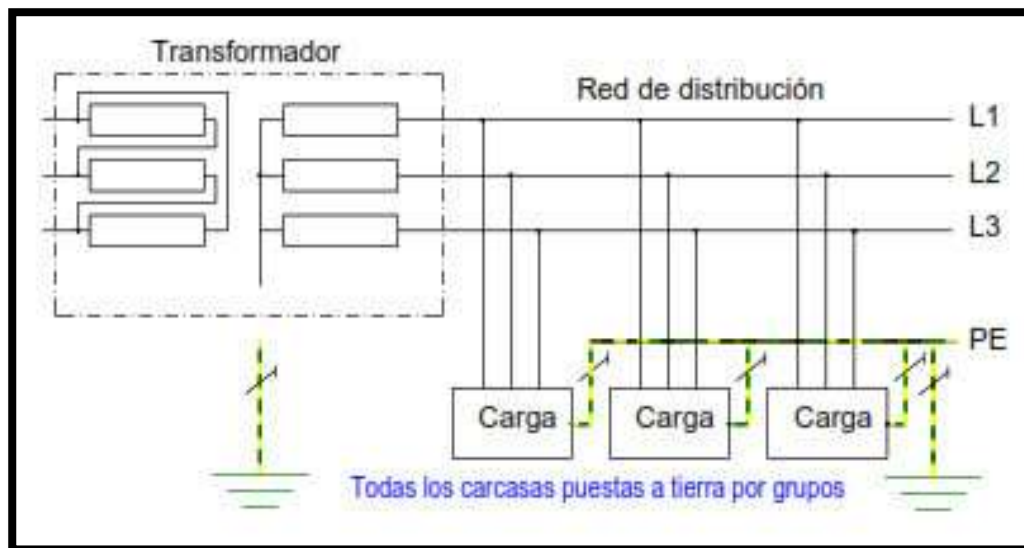 Transformador
Red de distribución
L1
L2
L3
PE
Carga
Carga
Carga
Todas los carcasas puestas a tierra por grupos